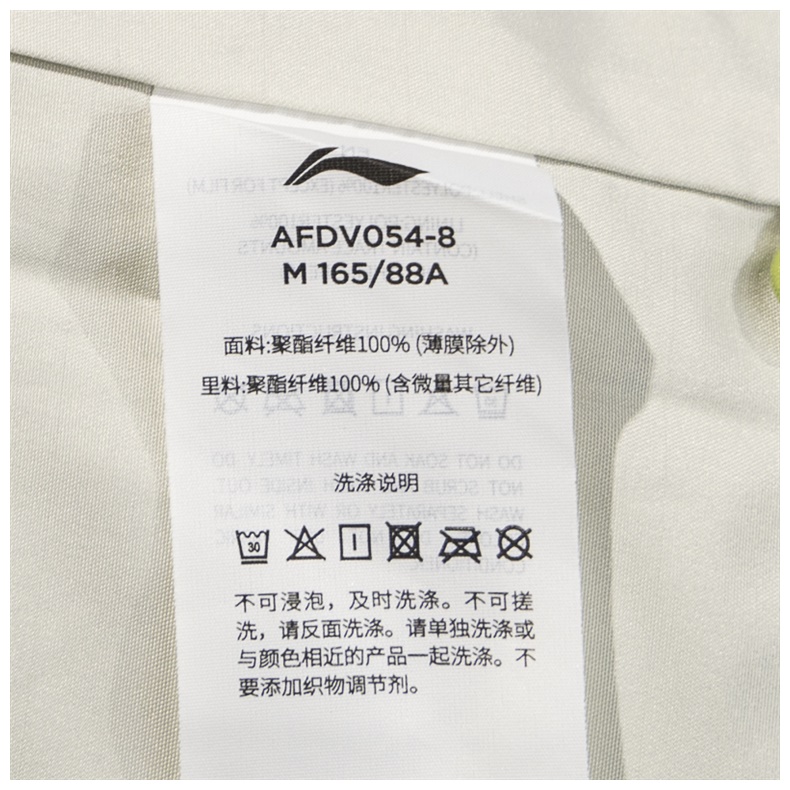 AFDV054-8
M 165/88A
面料:聚酯纤维100% (薄膜除外)
里料:聚酯纤维100% (含微量其它纤维)
洗涤说明
30
不可浸泡，及时洗涤。不可搓
洗，请反面洗涤。请单独洗涤或
与颜色相近的产品一起洗涤。不
要添加织物调节剂。